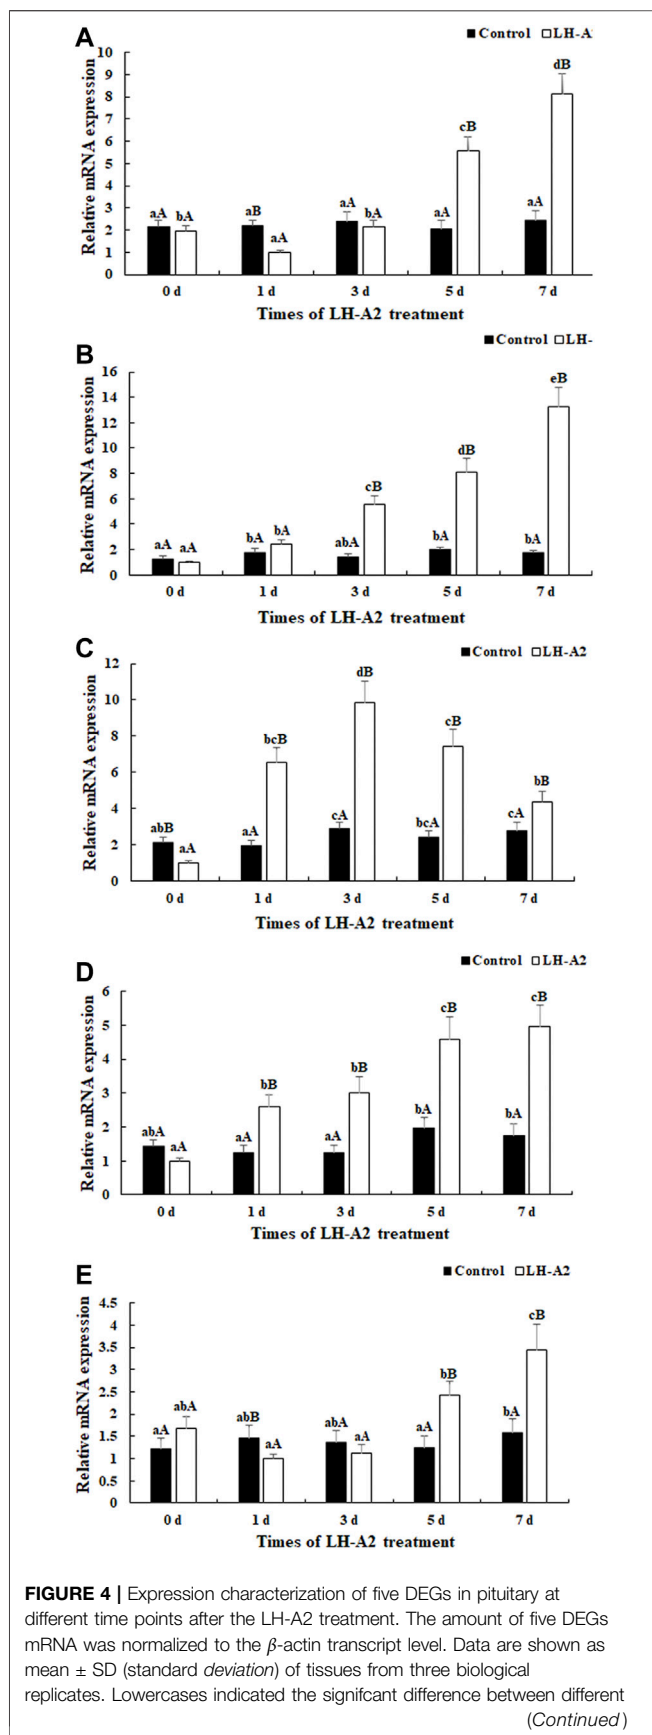 A
Control LH-A
Relative mRNA expression
10
9
8
7
6
5
4
3
2
1
0
aA bA aB aA aA bA aA cB aA dB
0 d 1 d 3 d 5 d 7 d
Times of LH-A2 treatment
B
Control LH-
Relative mRNA expression
16
14
12
10
8
6
4
2
0
aA aA bA bA abA cB bA dB bA eB
0 d 1 d 3 d 5 d 7 d
Times of LH-A2 treatment
C
Control LH-A2
Relative mRNA expression
12
10
8
6
4
2
0
abB aA aA bcB cA dB bcA cB cA bB
0 d 1 d 3 d 5 d 7 d
Times of LH-A2 treatment
D
Control LH-A2
Relative mRNA expression
6
5
4
3
2
1
0
abA aA aA bB aA bB bA cB bA cB
0 d 1 d 3 d 5 d 7 d
Times of LH-A2 treatment
E
Control LH-A2
Relative mRNA expression
4.5
4
3.5
3
2.5
2
1.5
1
0.5
0
aA abA abB aA abA aA aA bB bA cB
0 d 1 d 3 d 5 d 7 d
Times of LH-A2 treatment
FIGURE 4 | Expression characterization of five DEGs in pituitary at
different time points after the LH-A2 treatment. The amount of five DEGs
mRNA was normalized to the β-actin transcript level. Data are shown as
mean ± SD (standard deviation) of tissues from three biological
replicates. Lowercases indicated the signifcant difference between different
(Continued)